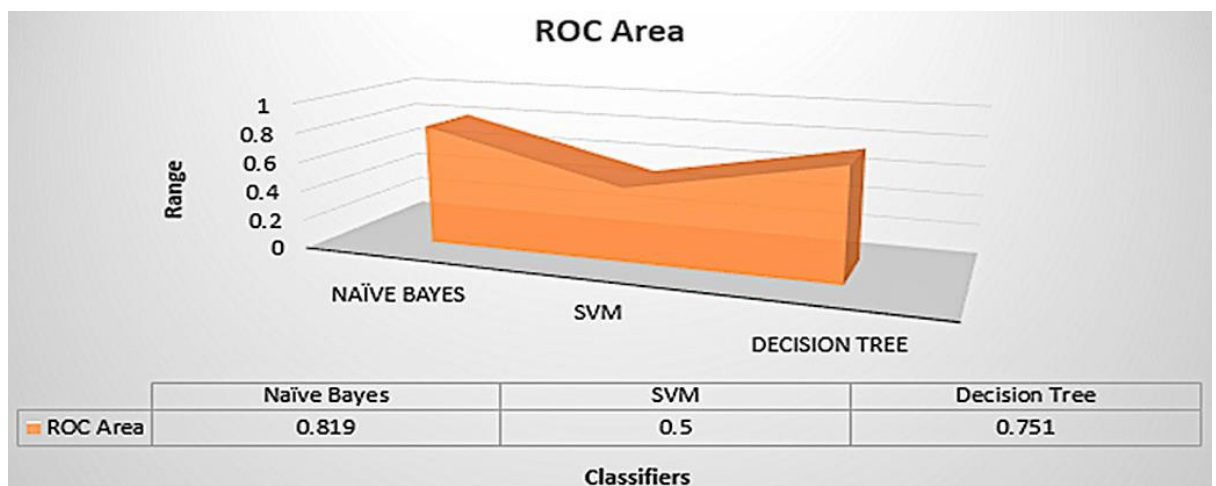 ROC Area
Range
1
0.8
0.6
0.4
0.2
0
NAÏVE BAYES
SVM
DECISION TREE
Naïve Bayes SVM Decision Tree
ROC Area 0.819 0.5 0.751
Classifiers